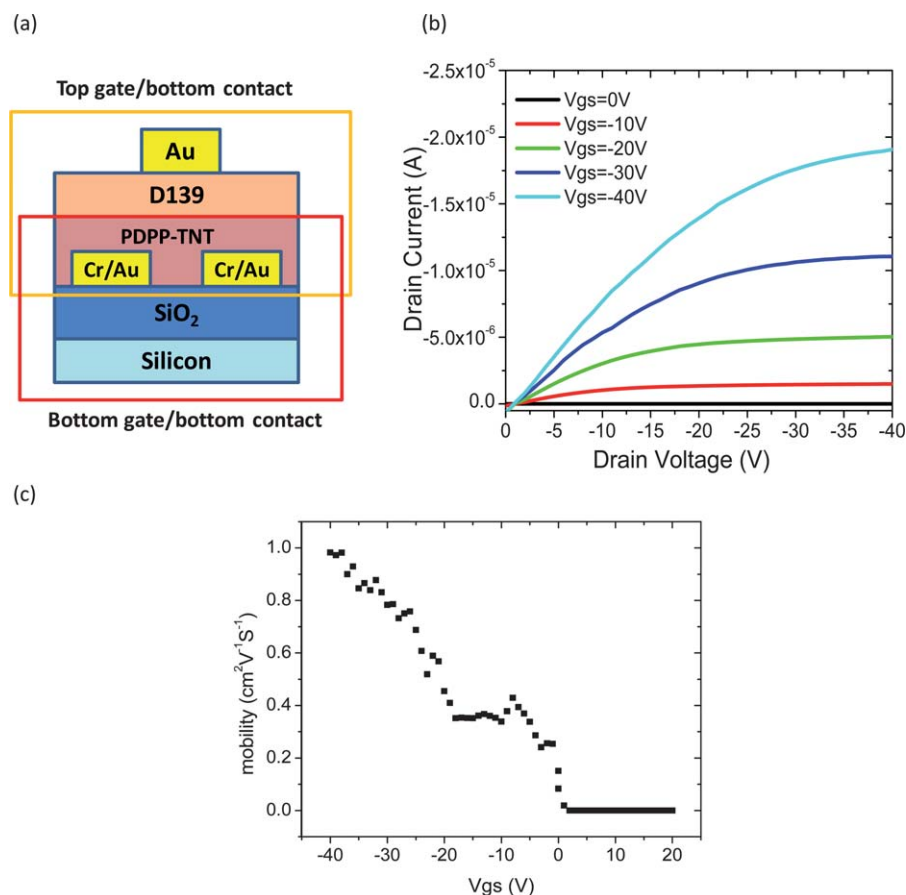 (a)
Top gate/bottom contact
Au
D139
PDPP-TNT
Cr/Au Cr/Au
SiO₂
Silicon
Bottom gate/bottom contact
(b)
Drain Current (A)
-2.5x10⁻⁵
-2.0x10⁻⁵
-1.5x10⁻⁵
-1.0x10⁻⁵
-5.0x10⁻⁶
0.0
Vgs=0V
Vgs=-10V
Vgs=-20V
Vgs=-30V
Vgs=-40V
0 -5 -10 -15 -20 -25 -30 -35 -40
Drain Voltage (V)
(c)
mobility (cm²V⁻¹S⁻¹)
1.0
0.8
0.6
0.4
0.2
0.0
-40 -30 -20 -10 0 10 20
Vgs (V)